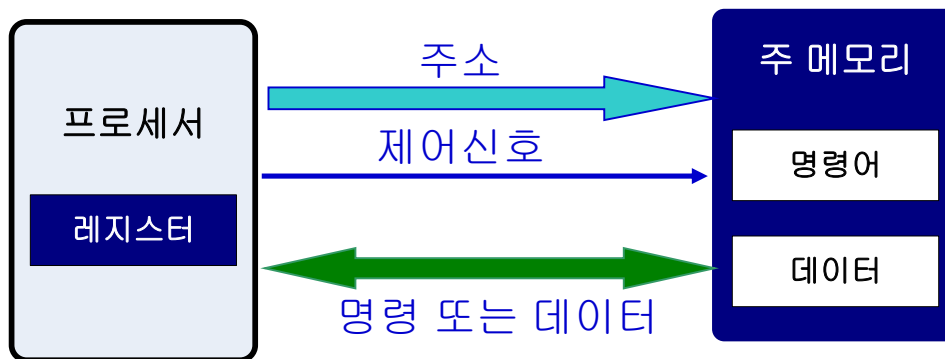 프로세서
레지스터
주소
제어신호
명령 또는 데이터
주 메모리
명령어
데이터